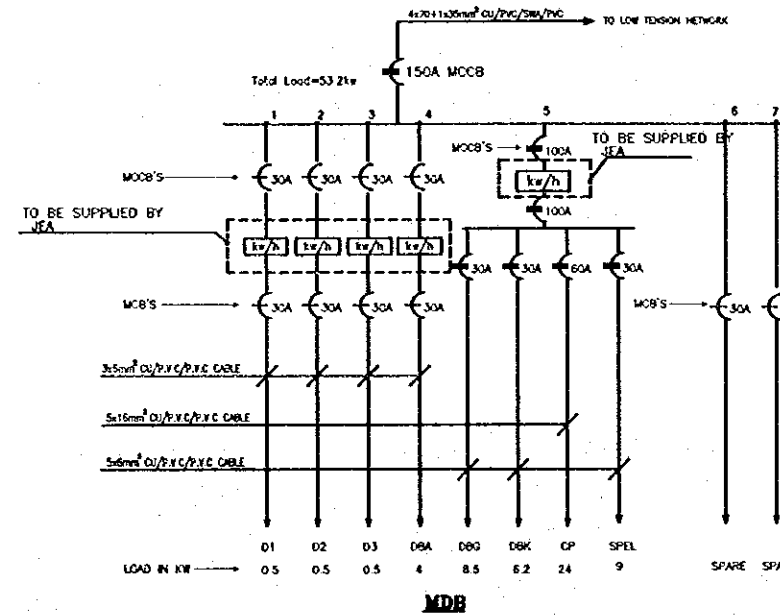 4x70+1x35mm² CU/PVC/SWA/PVC
TO LOW TENSION NETWORK
150A MCCB
Total Load=53.2kw
1 2 3 4 5 6 7
TO BE SUPPLIED BY
JEA
MCCB'S
100A
MCCB'S
30A 30A 30A 30A
kw/h
100A
TO BE SUPPLIED BY
JEA
kw/h kw/h kw/h kw/h
30A 30A 60A 30A
MCB'S
30A 30A 30A 30A
MCB'S
30A
3x5mm² CU/P.V.C/P.V.C CABLE
5x16mm² CU/P.V.C/P.V.C CABLE
5x6mm² CU/P.V.C/P.V.C CABLE
D1 D2 D3 DBA DBG DBK CP SPEL SPARE SPA
LOAD IN KW 0.5 0.5 0.5 4 8.5 6.2 24 9
MDB